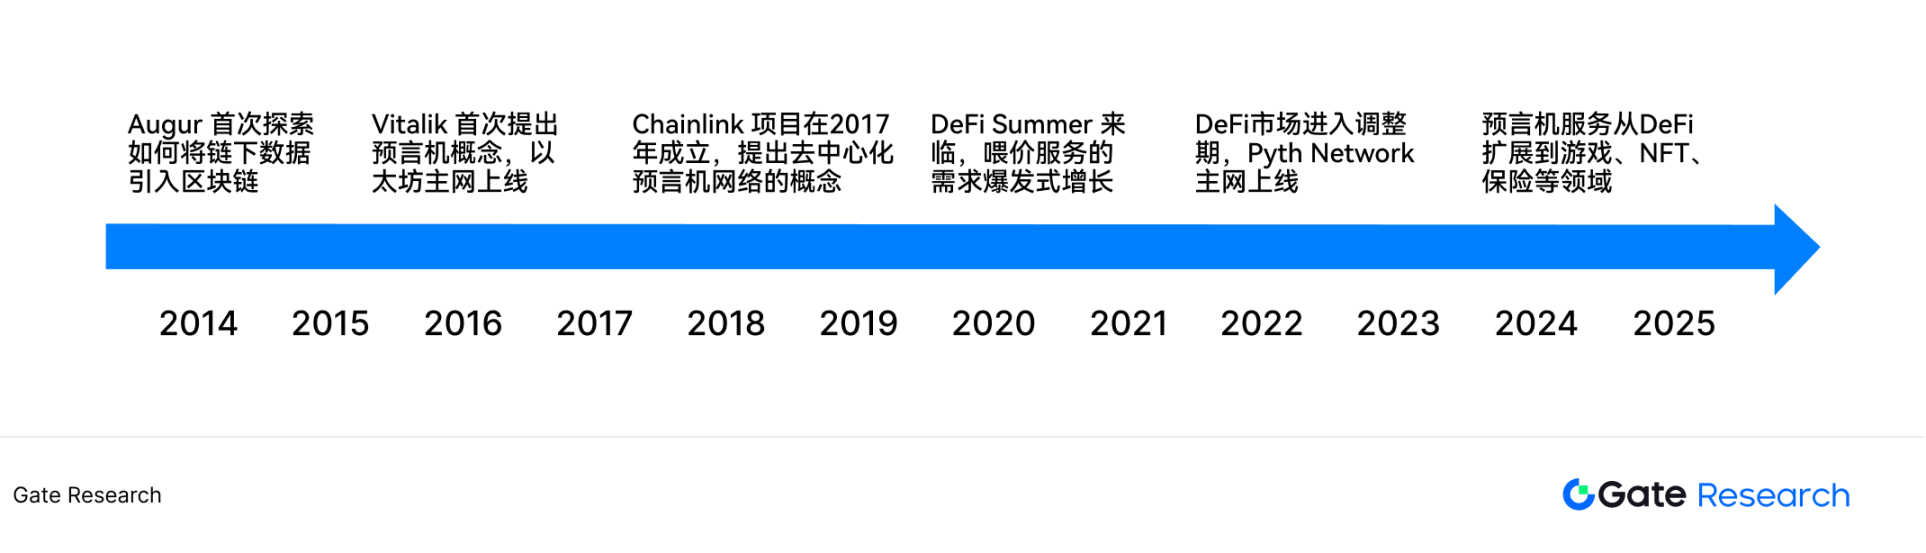 Augur 首次探索
如何将链下数据
引入区块链
Vitalik 首次提出
预言机概念，以
太坊主网上线
Chainlink 项目在2017
年成立，提出去中心化
预言机网络的概念
DeFi Summer 来
临，喂价服务的
需求爆发式增长
DeFi市场进入调整
期，Pyth Network
主网上线
预言机服务从DeFi
扩展到游戏、NFT、
保险等领域
2014 2015 2016 2017 2018 2019 2020 2021 2022 2023 2024 2025
Gate Research
Gate Research